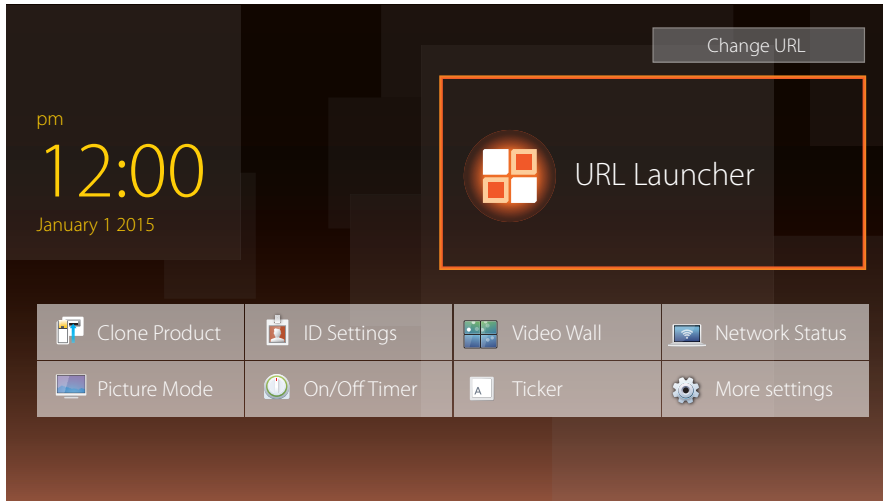 Change URL
pm
12:00
January 1 2015
URL Launcher
Clone Product
ID Settings
Video Wall
Network Status
Picture Mode
On/Off Timer
A
Ticker
More settings